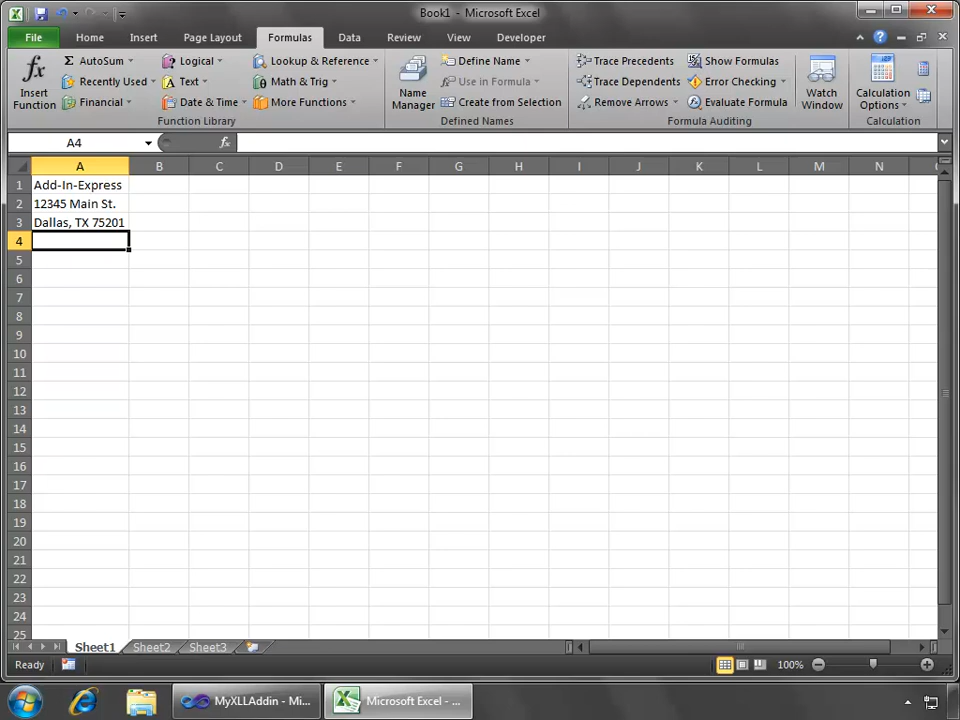 Book1 - Microsoft Excel
File Home Insert Page Layout Formulas Data Review View Developer
Insert Function
AutoSum
Recently Used
Financial
Logical
Text
Date & Time
Lookup & Reference
Math & Trig
More Functions
Function Library
Name Manager
Define Name
Use in Formula
Create from Selection
Defined Names
Trace Precedents
Trace Dependents
Remove Arrows
Show Formulas
Error Checking
Evaluate Formula
Formula Auditing
Watch Window
Calculation Options
Calculation
A4
fx
A B C D E F G H I J K L M N
1 Add-In-Express
2 12345 Main St.
3 Dallas, TX 75201
4
5
6
7
8
9
10
11
12
13
14
15
16
17
18
19
20
21
22
23
24
25
Sheet1 Sheet2 Sheet3
Ready 100%
MyXLLAddin - Mi... Microsoft Excel - ...